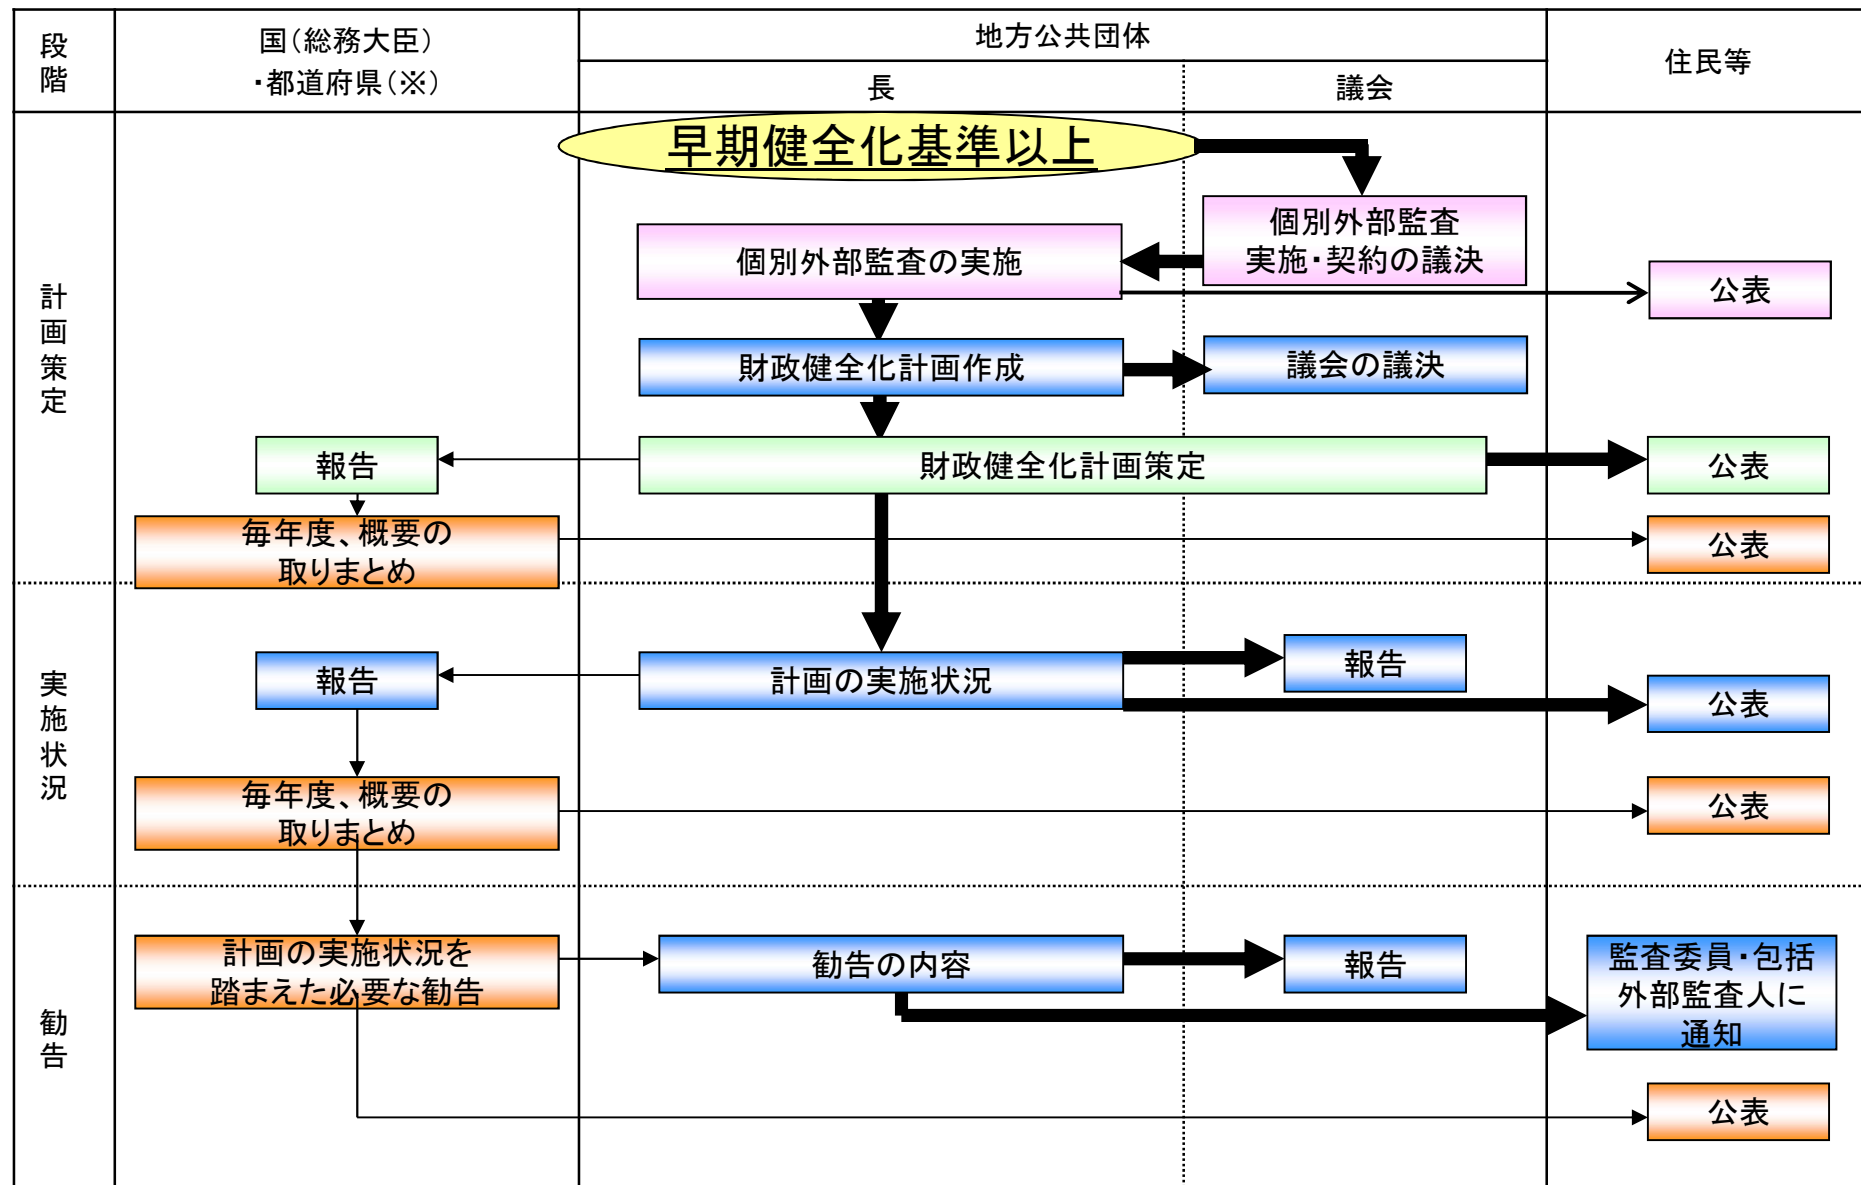 段
階
国(総務大臣)
・都道府県(※)
地方公共団体
長
議会
住民等
計
画
策
定
早期健全化基準以上
個別外部監査
実施・契約の議決
個別外部監査の実施
公表
財政健全化計画作成
議会の議決
報告
財政健全化計画策定
公表
毎年度、概要の
取りまとめ
公表
実
施
状
況
報告
計画の実施状況
報告
公表
毎年度、概要の
取りまとめ
公表
勧
告
計画の実施状況を
踏まえた必要な勧告
勧告の内容
報告
監査委員・包括
外部監査人に
通知
公表